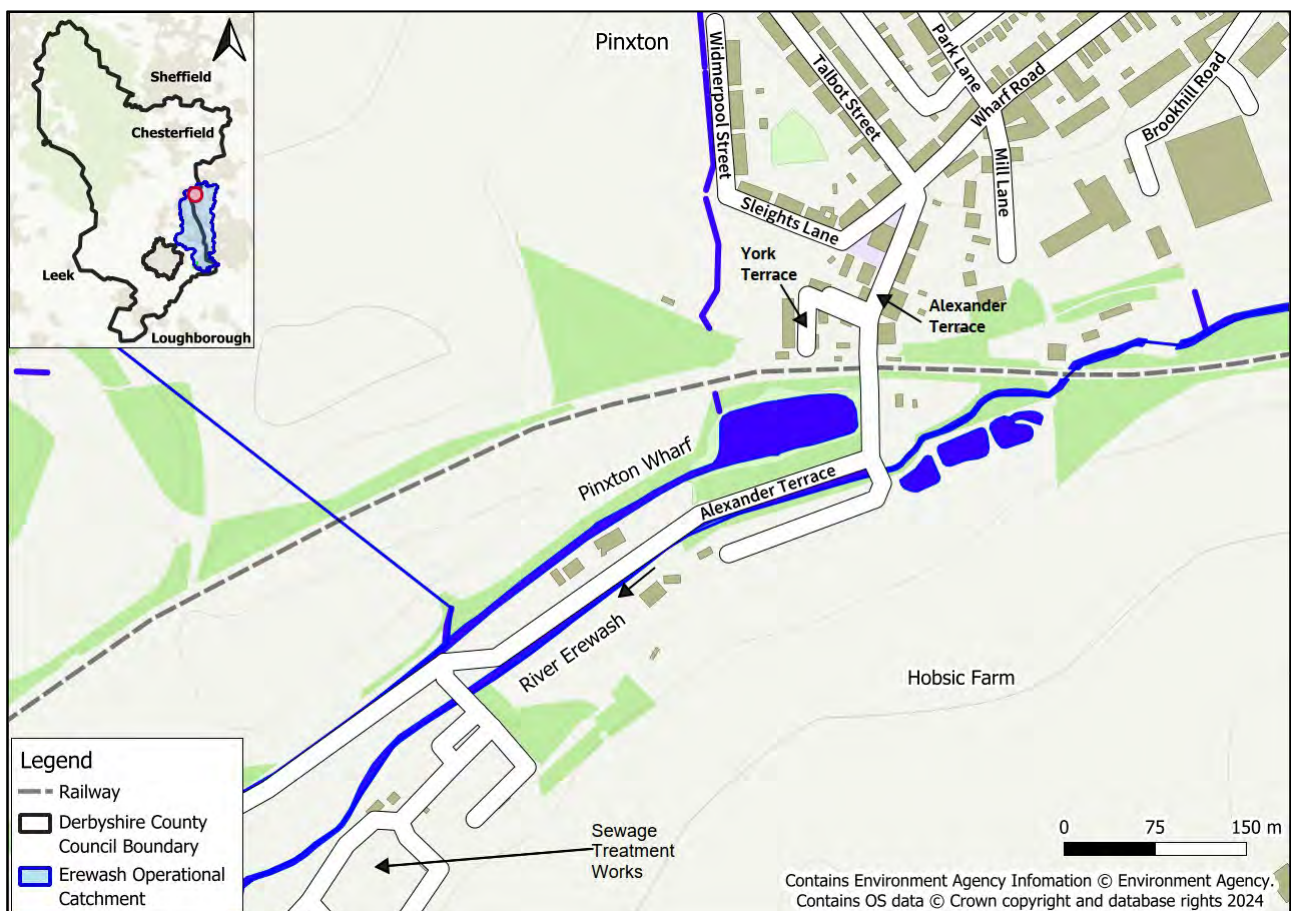 Sheffield
Chesterfield
Leek
Loughborough
Pinxton
Widmerpool Street
Talbot Street
Park Lane
Wharf Road
Brookhill Road
Mill Lane
Sleights Lane
York
Terrace
Alexander
Terrace
Pinxton Wharf
Alexander Terrace
River Erewash
Hobsic Farm
Sewage
Treatment
Works
Legend
Railway
Derbyshire County
Council Boundary
Erewash Operational
Catchment
0 75 150 m
Contains Environment Agency Infomation © Environment Agency.
Contains OS data © Crown copyright and database rights 2024